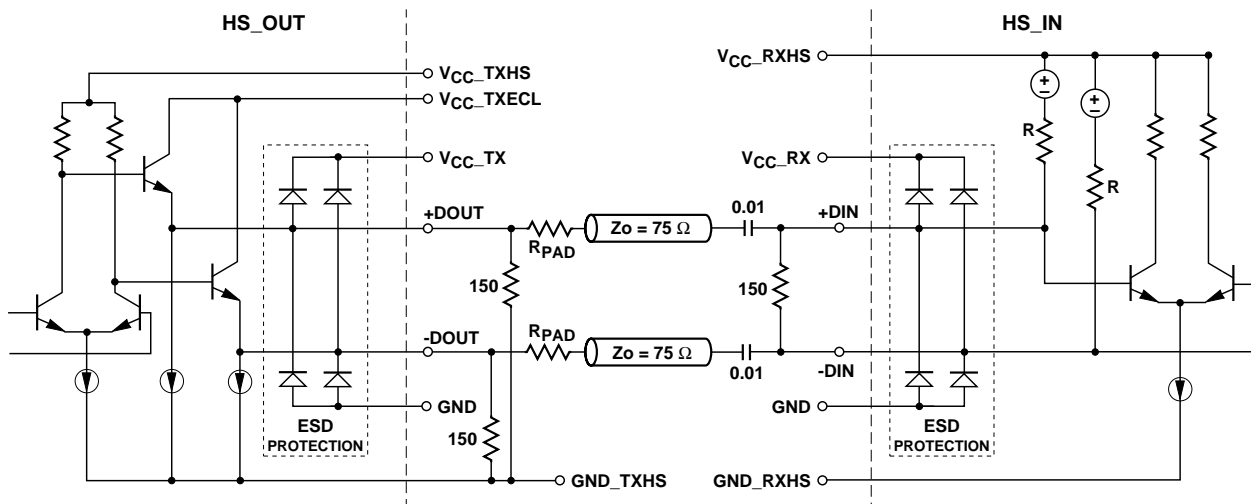 HS_OUT
HS_IN
VCC_TXHS
VCC_TXECL
VCC_TX
+DOUT
RPAD
Zo = 75 Ω
0.01
150
-DOUT
RPAD
Zo = 75 Ω
0.01
150
GND
ESD
PROTECTION
GND_TXHS
VCC_RXHS
+
−
+
−
R
R
VCC_RX
+DIN
150
-DIN
GND
ESD
PROTECTION
GND_RXHS